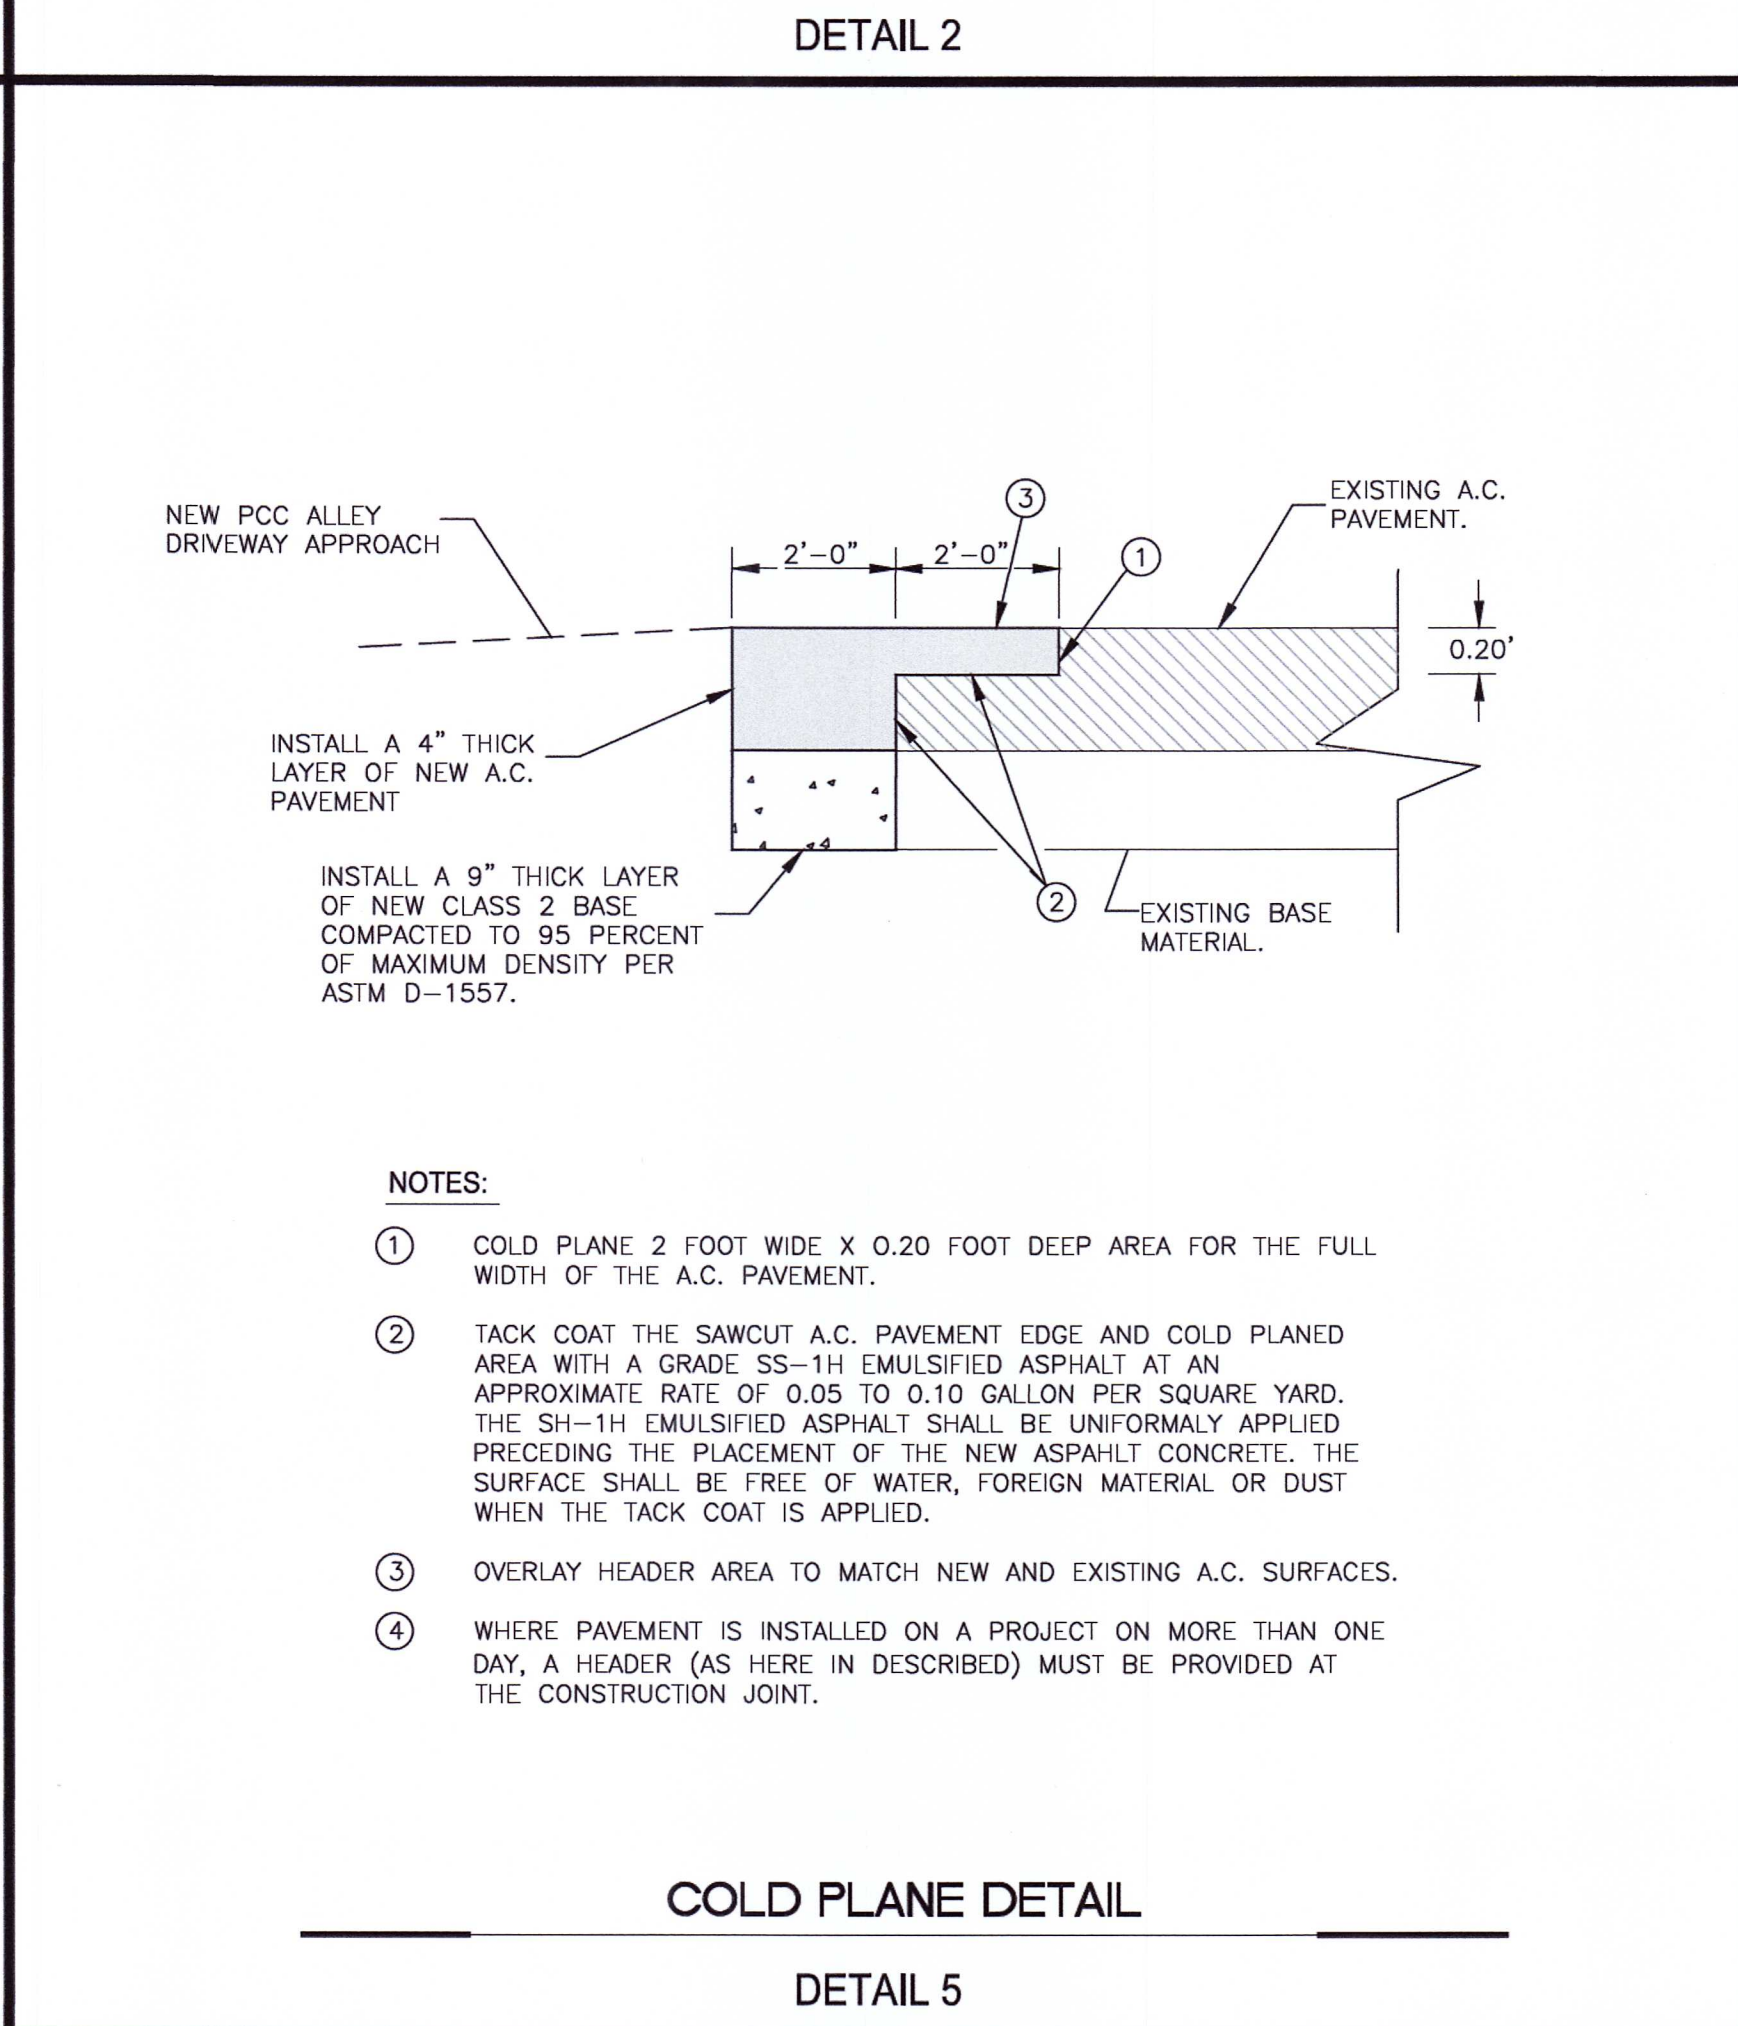 DETAIL 2
NEW PCC ALLEY
DRIVEWAY APPROACH
3
EXISTING A.C.
PAVEMENT.
2'-0"
2'-0"
1
0.20'
INSTALL A 4" THICK
LAYER OF NEW A.C.
PAVEMENT
INSTALL A 9" THICK LAYER
OF NEW CLASS 2 BASE
COMPACTED TO 95 PERCENT
OF MAXIMUM DENSITY PER
ASTM D-1557.
2
EXISTING BASE
MATERIAL.
NOTES:
1 COLD PLANE 2 FOOT WIDE X 0.20 FOOT DEEP AREA FOR THE FULL
WIDTH OF THE A.C. PAVEMENT.
2 TACK COAT THE SAWCUT A.C. PAVEMENT EDGE AND COLD PLANED
AREA WITH A GRADE SS-1H EMULSIFIED ASPHALT AT AN
APPROXIMATE RATE OF 0.05 TO 0.10 GALLON PER SQUARE YARD.
THE SH-1H EMULSIFIED ASPHALT SHALL BE UNIFORMALY APPLIED
PRECEDING THE PLACEMENT OF THE NEW ASPAHLT CONCRETE. THE
SURFACE SHALL BE FREE OF WATER, FOREIGN MATERIAL OR DUST
WHEN THE TACK COAT IS APPLIED.
3 OVERLAY HEADER AREA TO MATCH NEW AND EXISTING A.C. SURFACES.
4 WHERE PAVEMENT IS INSTALLED ON A PROJECT ON MORE THAN ONE
DAY, A HEADER (AS HERE IN DESCRIBED) MUST BE PROVIDED AT
THE CONSTRUCTION JOINT.
COLD PLANE DETAIL
DETAIL 5